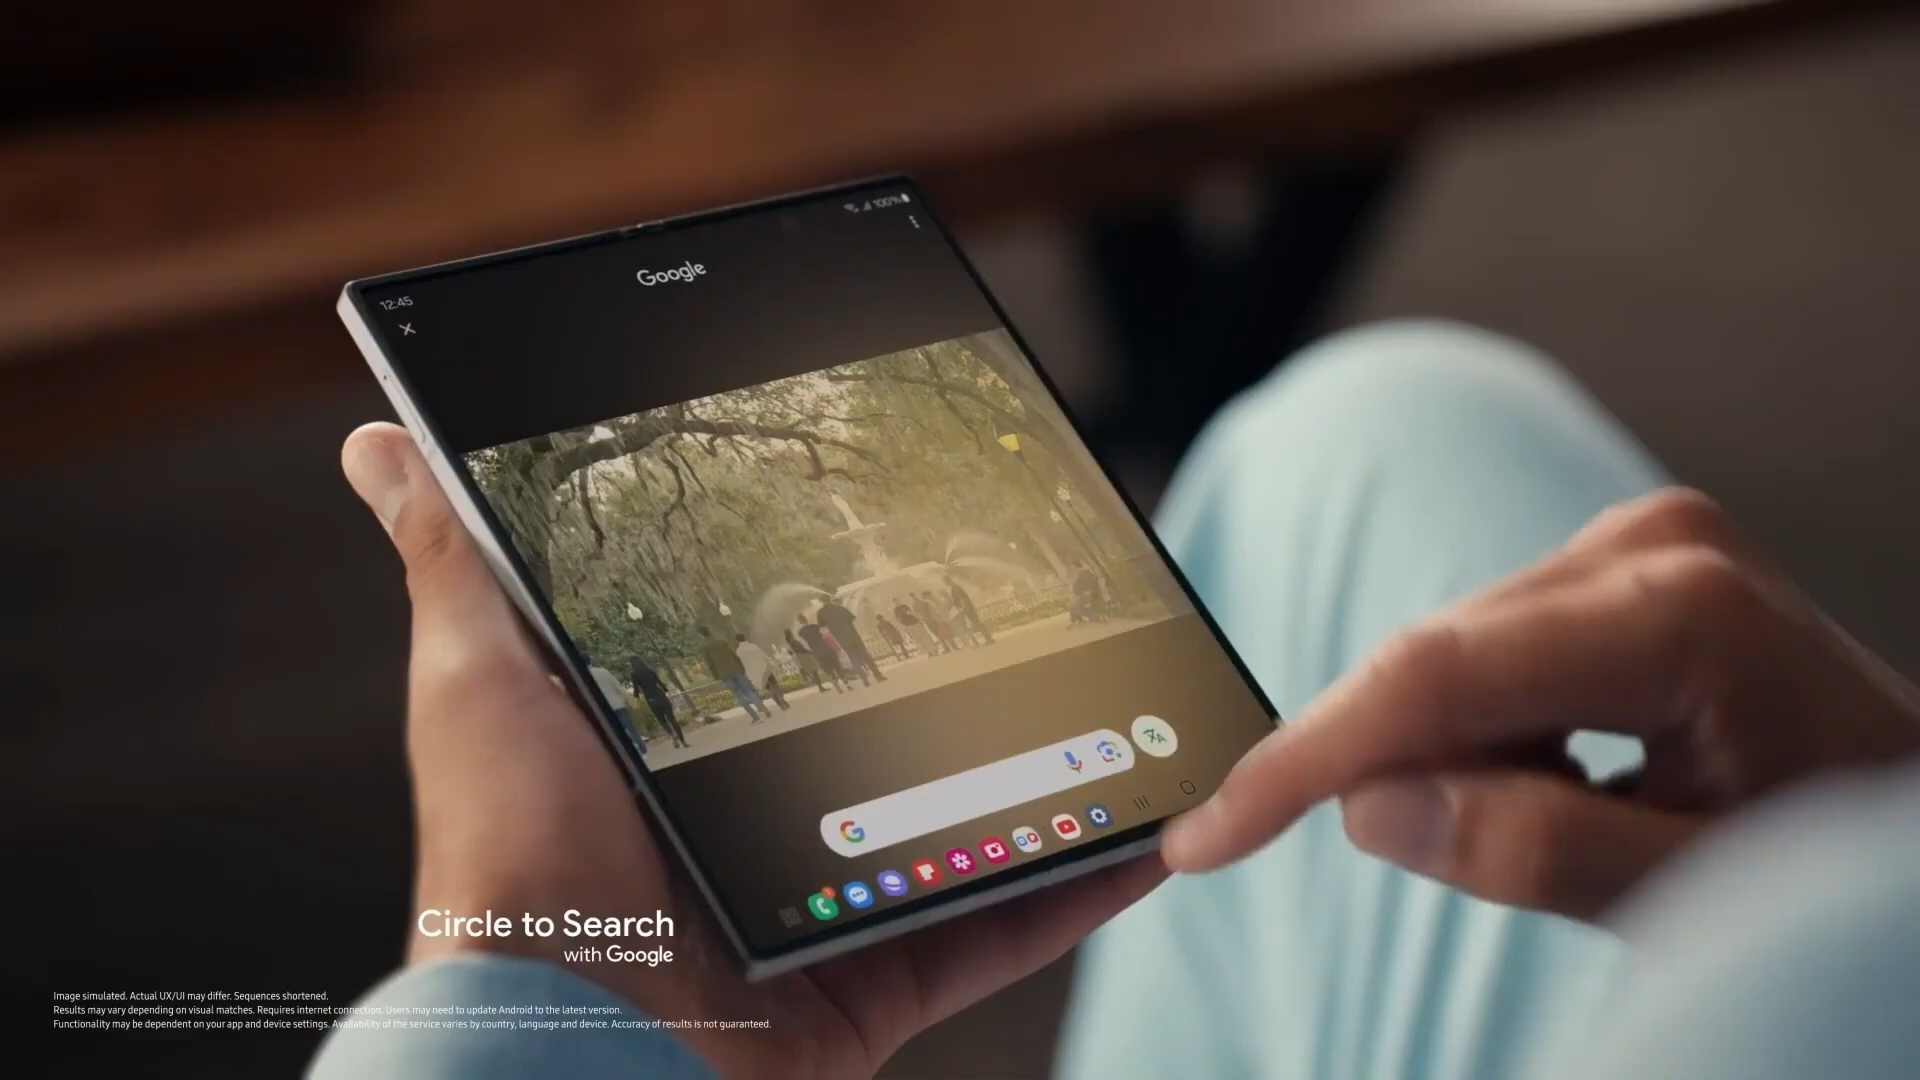 100%
Google
12:45
Circle to Search
with Google
Image simulated. Actual UX/UI may differ. Sequences shortened.
Results may vary depending on visual matches. Requires internet connection. Users may need to update Android to the latest version.
Functionality may be dependent on your app and device settings. Availability of the service varies by country, language and device. Accuracy of results is not guaranteed.